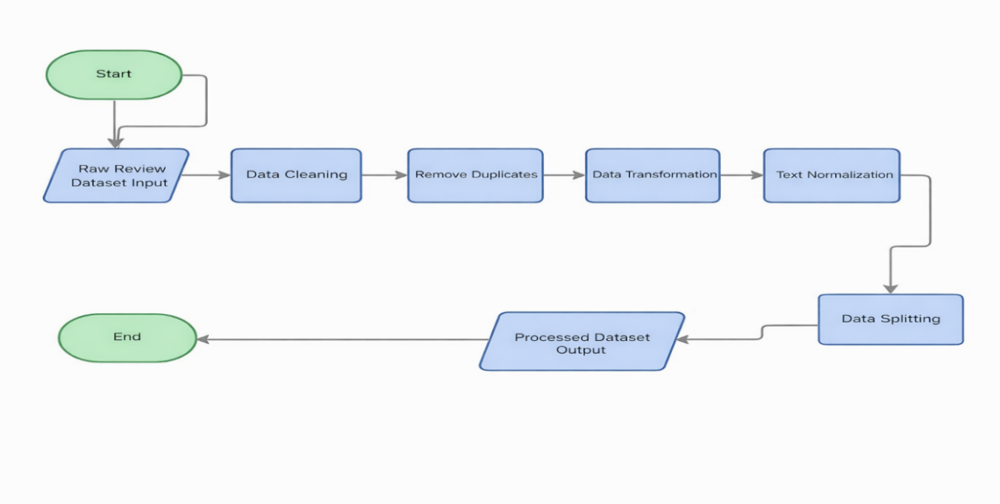 Start
Raw Review
Dataset Input
Data Cleaning
Remove Duplicates
Data Transformation
Text Normalization
Data Splitting
Processed Dataset
Output
End